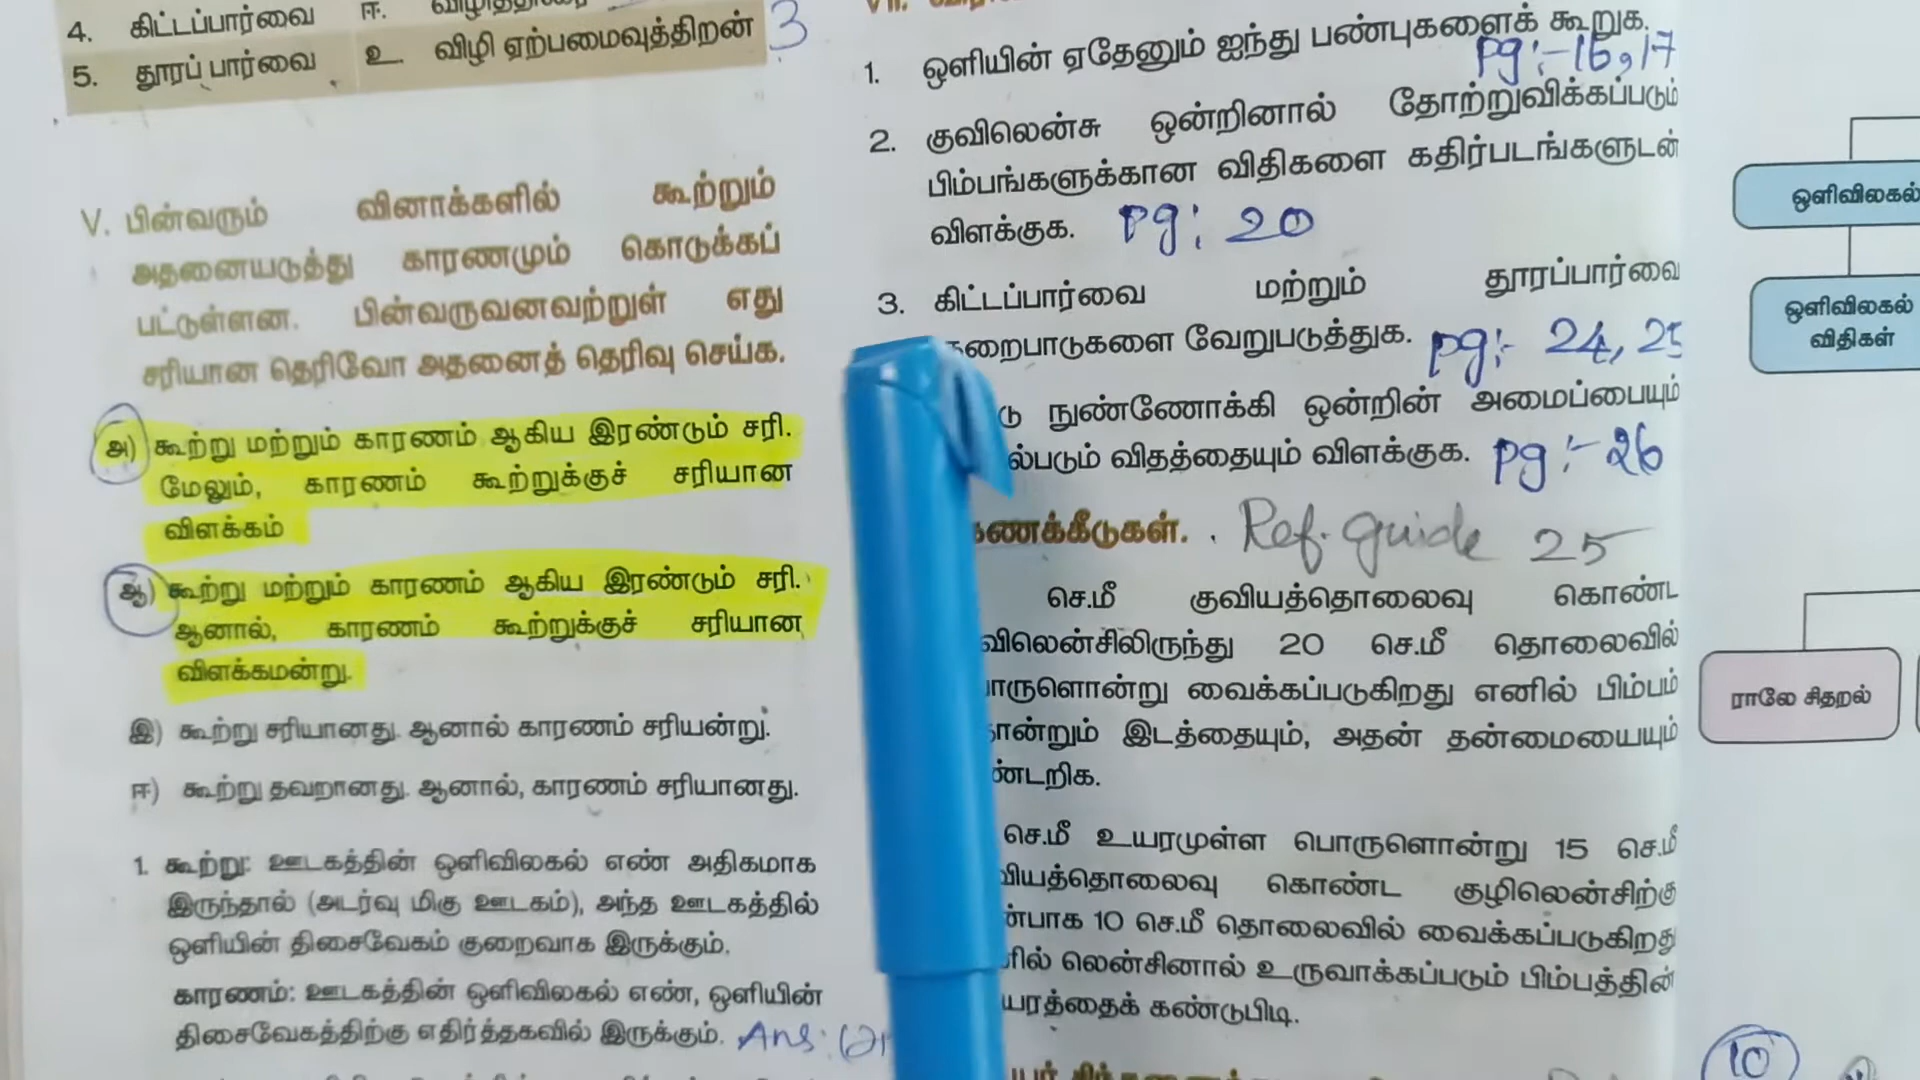 4. கிட்டப்பார்வை ஈ.
5. தூரப் பார்வை உ. விழி ஏற்பமைவுத்திறன் 3
V. பின்வரும் வினாக்களில் கூற்றும்
அதனையடுத்து காரணமும் கொடுக்கப்
பட்டுள்ளன. பின்வருவனவற்றுள் எது
சரியான தெரிவோ அதனைத் தெரிவு செய்க.
அ) கூற்று மற்றும் காரணம் ஆகிய இரண்டும் சரி.
மேலும், காரணம் கூற்றுக்குச் சரியான
விளக்கம்
ஆ) கூற்று மற்றும் காரணம் ஆகிய இரண்டும் சரி.
ஆனால், காரணம் கூற்றுக்குச் சரியான
விளக்கமன்று.
இ) கூற்று சரியானது. ஆனால் காரணம் சரியன்று.
ஈ) கூற்று தவறானது. ஆனால், காரணம் சரியானது.
1. கூற்று: ஊடகத்தின் ஒளிவிலகல் எண் அதிகமாக
இருந்தால் (அடர்வு மிகு ஊடகம்), அந்த ஊடகத்தில்
ஒளியின் திசைவேகம் குறைவாக இருக்கும்.
காரணம்: ஊடகத்தின் ஒளிவிலகல் எண், ஒளியின்
திசைவேகத்திற்கு எதிர்த்தகவில் இருக்கும். Ans:
1. ஒளியின் ஏதேனும் ஐந்து பண்புகளைக் கூறுக.
pg:-16,17
2. குவிலென்சு ஒன்றினால் தோற்றுவிக்கப்படும்
பிம்பங்களுக்கான விதிகளை கதிர்படங்களுடன்
விளக்குக. pg: 20
3. கிட்டப்பார்வை மற்றும் தூரப்பார்வை
குறைபாடுகளை வேறுபடுத்துக. pg:- 24, 25
டு நுண்ணோக்கி ஒன்றின் அமைப்பையும்
ல்படும் விதத்தையும் விளக்குக. pg:-26
கணக்கீடுகள். Ref. guide 25
செ.மீ குவியத்தொலைவு கொண்ட
விலென்சிலிருந்து 20 செ.மீ தொலைவில்
ாருளொன்று வைக்கப்படுகிறது எனில் பிம்பம்
ான்றும் இடத்தையும், அதன் தன்மையையும்
ண்டறிக.
செ.மீ உயரமுள்ள பொருளொன்று 15 செ.மீ
வியத்தொலைவு கொண்ட குழிலென்சிற்கு
ன்பாக 10 செ.மீ தொலைவில் வைக்கப்படுகிறது
னில் லென்சினால் உருவாக்கப்படும் பிம்பத்தின்
யரத்தைக் கண்டுபிடி.
ஒளிவிலகல்
ஒளிவிலகல்
விதிகள்
ராலே சிதறல்
10